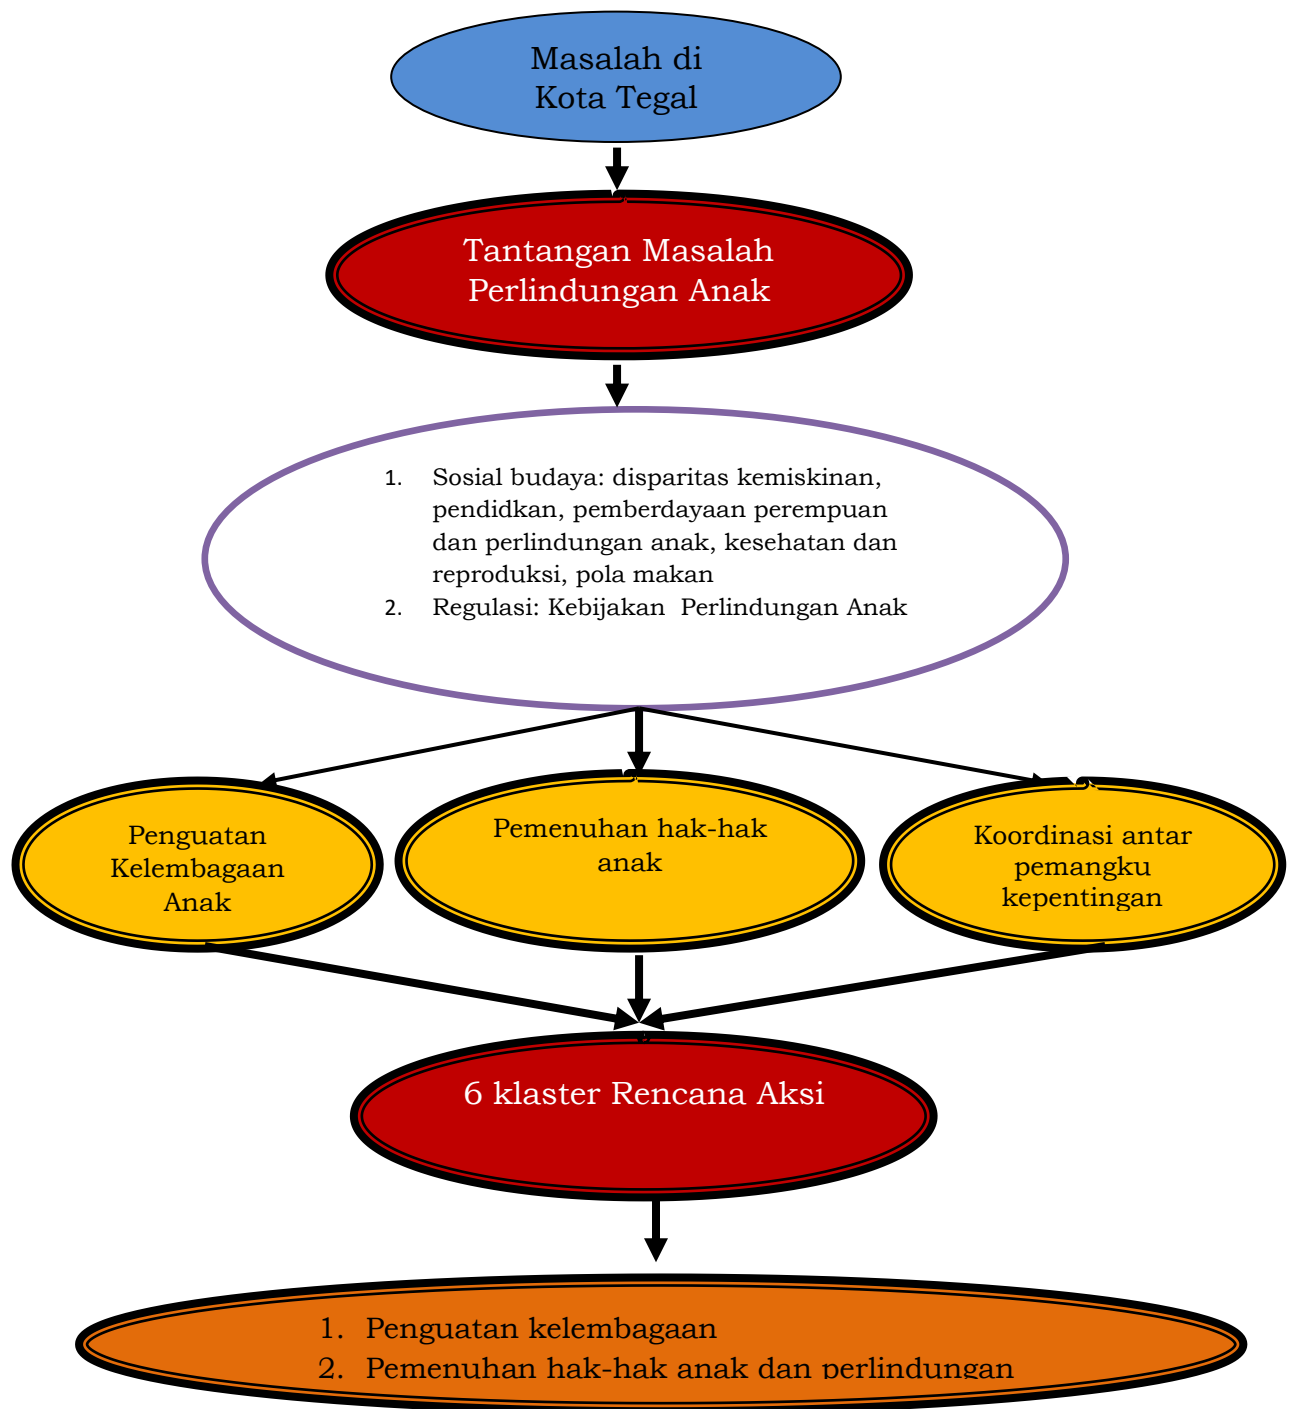 Masalah di
Kota Tegal
Tantangan Masalah
Perlindungan Anak
1. Sosial budaya: disparitas kemiskinan,
pendidkan, pemberdayaan perempuan
dan perlindungan anak, kesehatan dan
reproduksi, pola makan
2. Regulasi: Kebijakan Perlindungan Anak
Penguatan
Kelembagaan
Anak
Pemenuhan hak-hak
anak
Koordinasi antar
pemangku
kepentingan
6 klaster Rencana Aksi
1. Penguatan kelembagaan
2. Pemenuhan hak-hak anak dan perlindungan